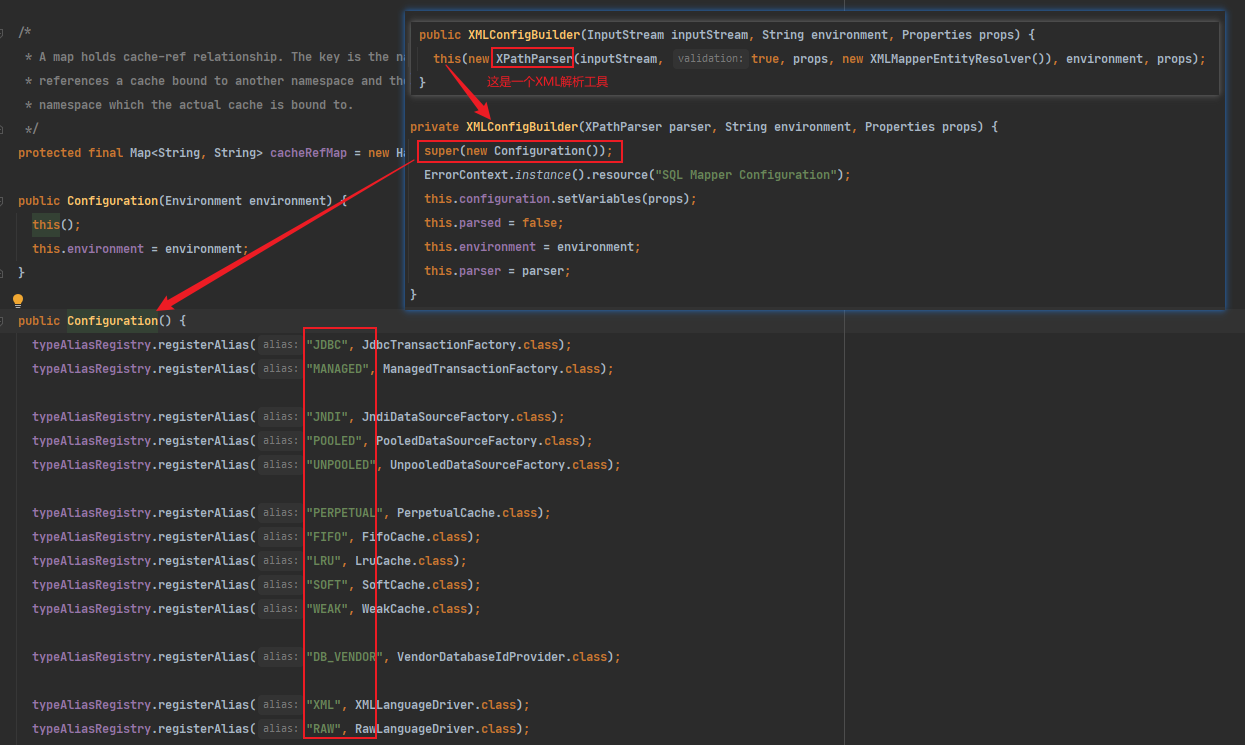 /*
* A map holds cache-ref relationship. The key is the na
* references a cache bound to another namespace and the
* namespace which the actual cache is bound to.
*/
protected final Map<String, String> cacheRefMap = new Ha
public Configuration(Environment environment) {
this();
this.environment = environment;
}
public Configuration() {
typeAliasRegistry.registerAlias( alias: "JDBC", JdbcTransactionFactory.class);
typeAliasRegistry.registerAlias( alias: "MANAGED", ManagedTransactionFactory.class);
typeAliasRegistry.registerAlias( alias: "JNDI", JndiDataSourceFactory.class);
typeAliasRegistry.registerAlias( alias: "POOLED", PooledDataSourceFactory.class);
typeAliasRegistry.registerAlias( alias: "UNPOOLED", UnpooledDataSourceFactory.class);
typeAliasRegistry.registerAlias( alias: "PERPETUAL", PerpetualCache.class);
typeAliasRegistry.registerAlias( alias: "FIFO", FifoCache.class);
typeAliasRegistry.registerAlias( alias: "LRU", LruCache.class);
typeAliasRegistry.registerAlias( alias: "SOFT", SoftCache.class);
typeAliasRegistry.registerAlias( alias: "WEAK", WeakCache.class);
typeAliasRegistry.registerAlias( alias: "DB_VENDOR", VendorDatabaseIdProvider.class);
typeAliasRegistry.registerAlias( alias: "XML", XMLLanguageDriver.class);
typeAliasRegistry.registerAlias( alias: "RAW", RawLanguageDriver.class);
public XMLConfigBuilder(InputStream inputStream, String environment, Properties props) {
this(new XPathParser(inputStream, validation: true, props, new XMLMapperEntityResolver()), environment, props);
}
这是一个XML解析工具
private XMLConfigBuilder(XPathParser parser, String environment, Properties props) {
super(new Configuration());
ErrorContext.instance().resource("SQL Mapper Configuration");
this.configuration.setVariables(props);
this.parsed = false;
this.environment = environment;
this.parser = parser;
}